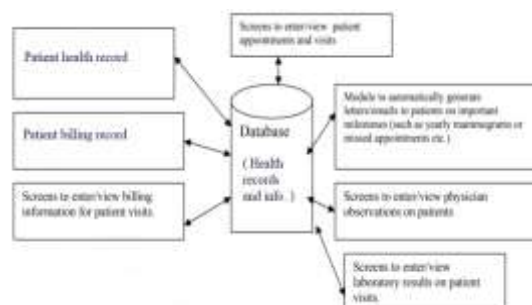 Screens to enter/view patient
appointments and visits
Patient health record
Patient billing record
Screens to enter/view billing
information for patient visits.
Database
( Health
records
and info. )
Module to automatically generate
letters/emails to patients on important
milestones (such as yearly mammograms or
missed appointments etc.)
Screens to enter/view physician
observations on patients
Screens to enter/view
laboratory results on patient
visits.